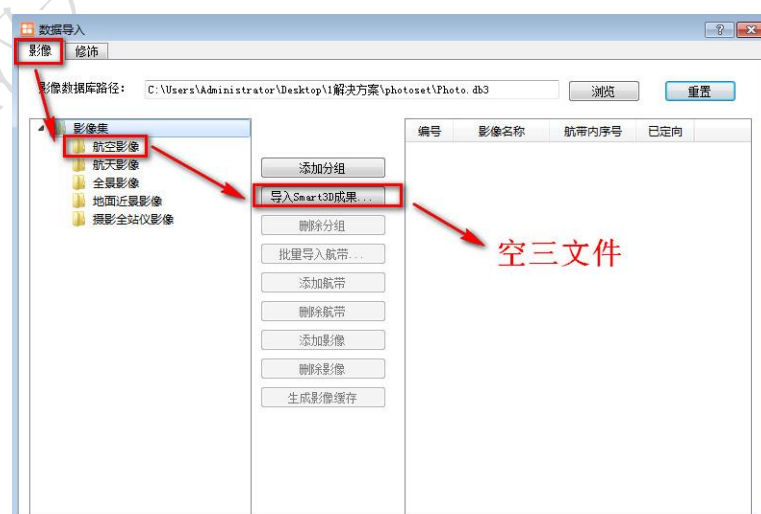 数据导入
影像 修饰
影像数据库路径: C:\Users\Administrator\Desktop\1解决方案\photoset\Photo.db3 浏览 重置
影像集
航空影像
航天影像
全景影像
地面近景影像
摄影全站仪影像
添加分组
导入Smart3D成果...
删除分组
批量导入航带...
添加航带
删除航带
添加影像
删除影像
生成影像缓存
编号 影像名称 航带内序号 已定向
空三文件